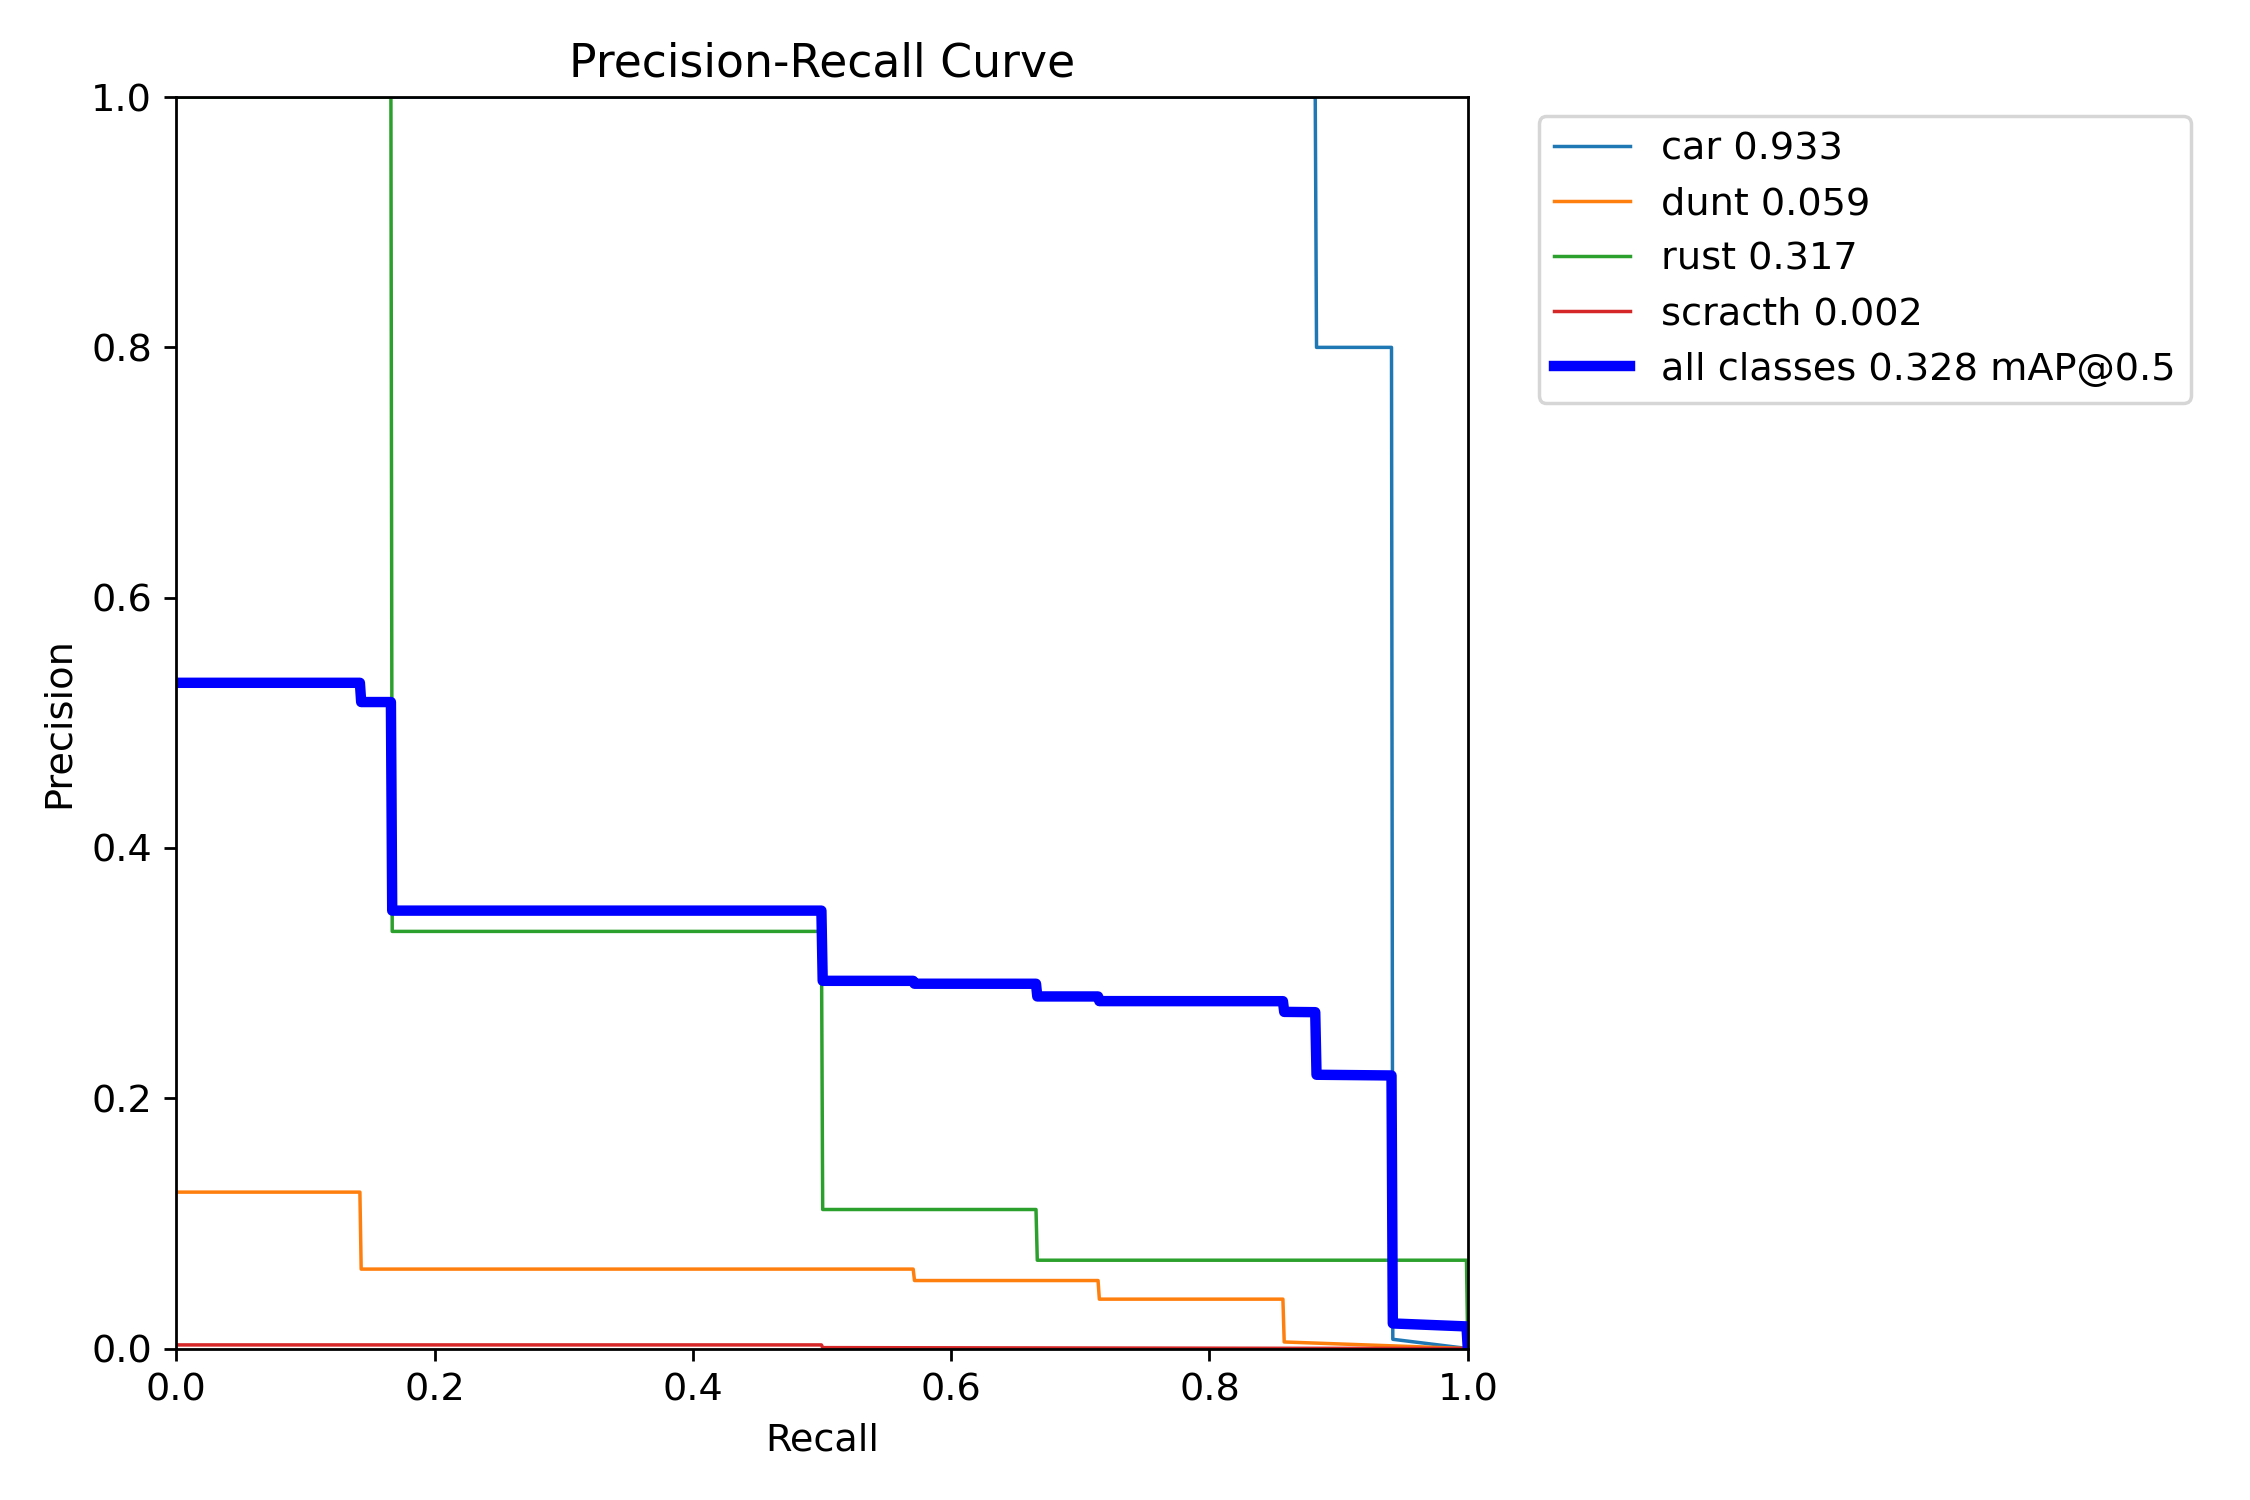 Precision-Recall Curve
1.0
0.8
0.6
0.4
0.2
0.0
Precision
0.0 0.2 0.4 0.6 0.8 1.0
Recall
car 0.933
dunt 0.059
rust 0.317
scracth 0.002
all classes 0.328 mAP@0.5